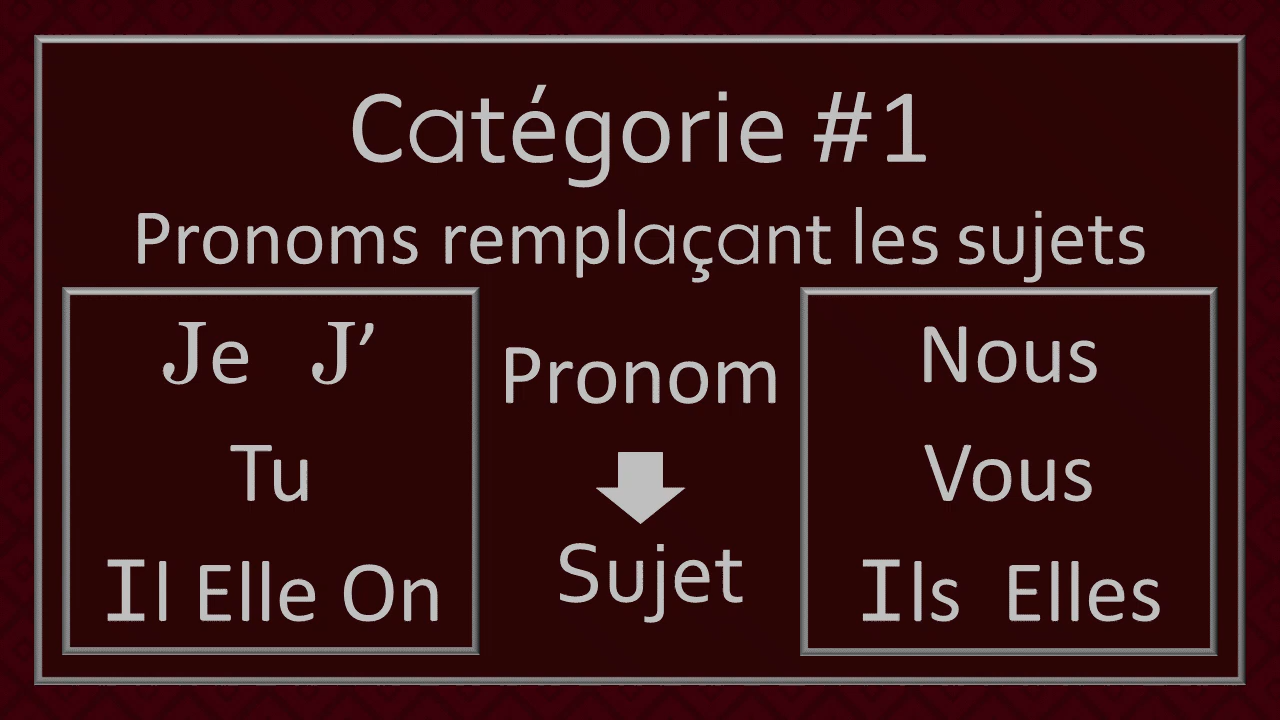 Catégorie #1
Pronoms remplaçant les sujets
Je J'
Tu
Il Elle On
Pronom
Sujet
Nous
Vous
Ils Elles